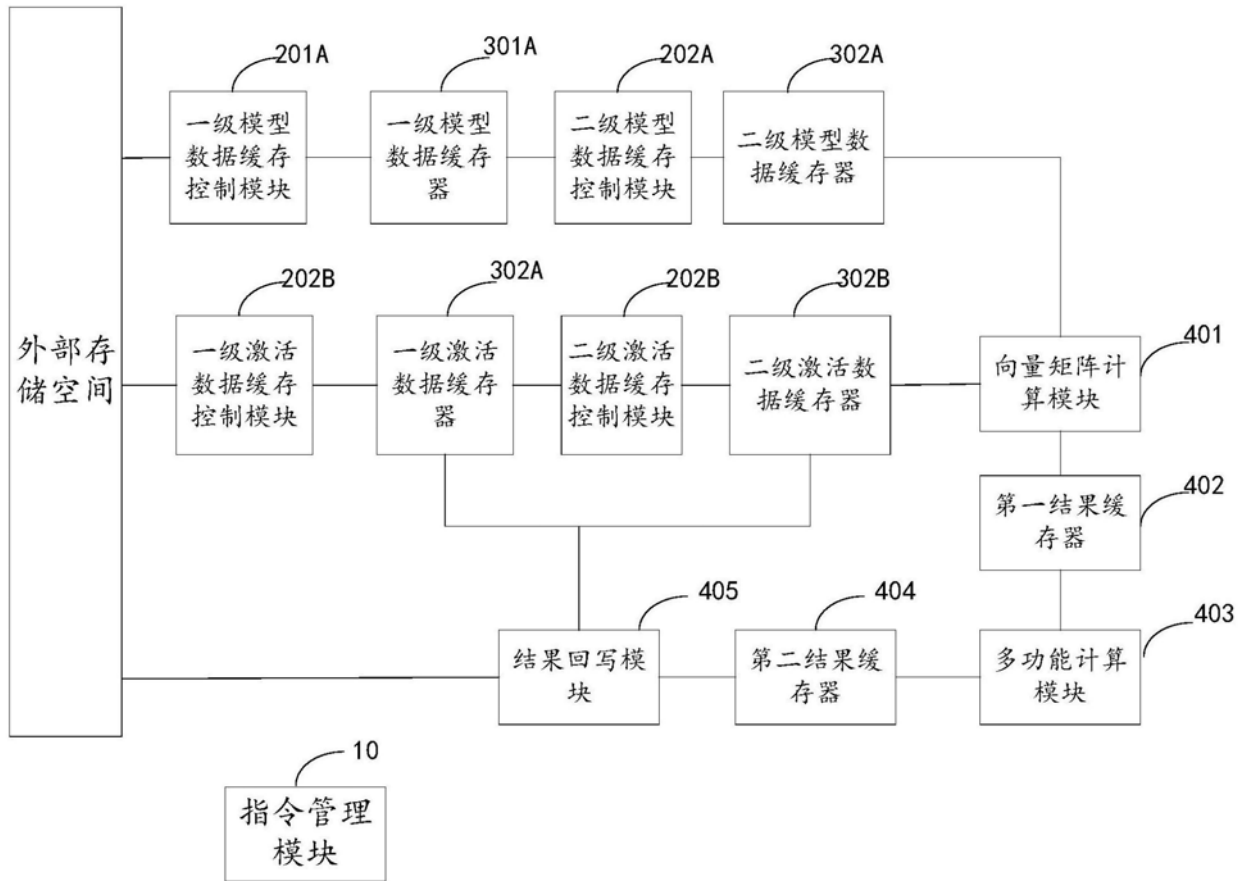 201A
301A
202A
302A
一级模型
数据缓存
控制模块
一级模型
数据缓存
器
二级模型
数据缓存
控制模块
二级模型数
据缓存器
202B
302A
202B
302B
外部存
储空间
一级激活
数据缓存
控制模块
一级激活
数据缓存
器
二级激活
数据缓存
控制模块
二级激活数
据缓存器
401
向量矩阵计
算模块
402
第一结果缓
存器
405
404
403
结果回写模
块
第二结果缓
存器
多功能计算
模块
10
指令管理
模块